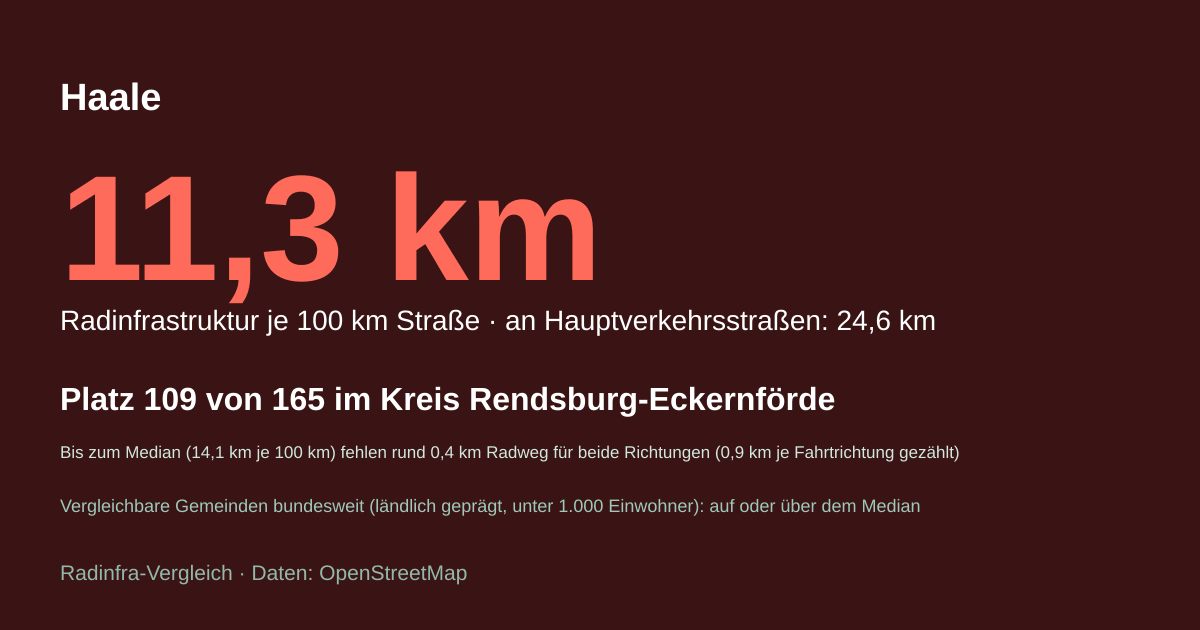 Haale
11,3 km
Radinfrastruktur je 100 km Straße · an Hauptverkehrsstraßen: 24,6 km
Platz 109 von 165 im Kreis Rendsburg-Eckernförde
Bis zum Median (14,1 km je 100 km) fehlen rund 0,4 km Radweg für beide Richtungen (0,9 km je Fahrtrichtung gezählt)
Vergleichbare Gemeinden bundesweit (ländlich geprägt, unter 1.000 Einwohner): auf oder über dem Median
Radinfra-Vergleich · Daten: OpenStreetMap